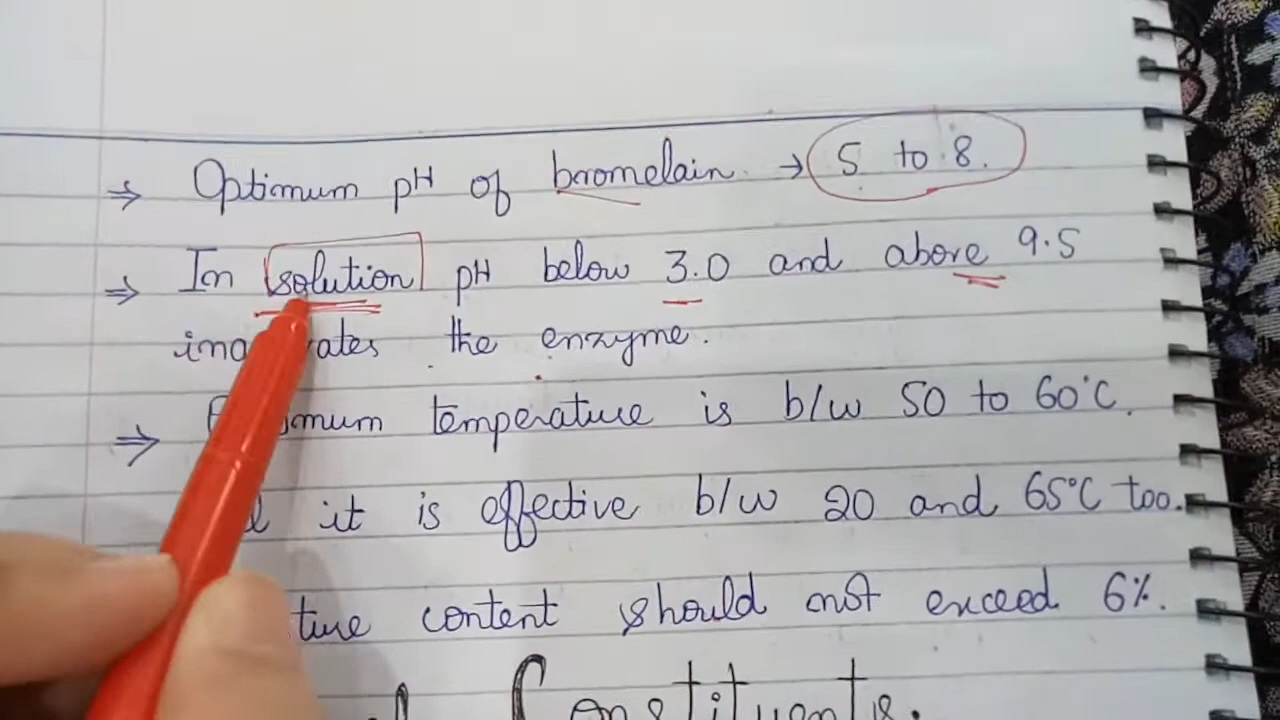 ⇒ Optimum pH of bromelain. → 5 to 8.
⇒ In solution pH below 3.0 and above 9.5
the enzyme.
⇒ temperature is b/w 50 to 60°C.
it is effective b/w 20 and 65°C too.
content should not exceed 6%.
Constituents.